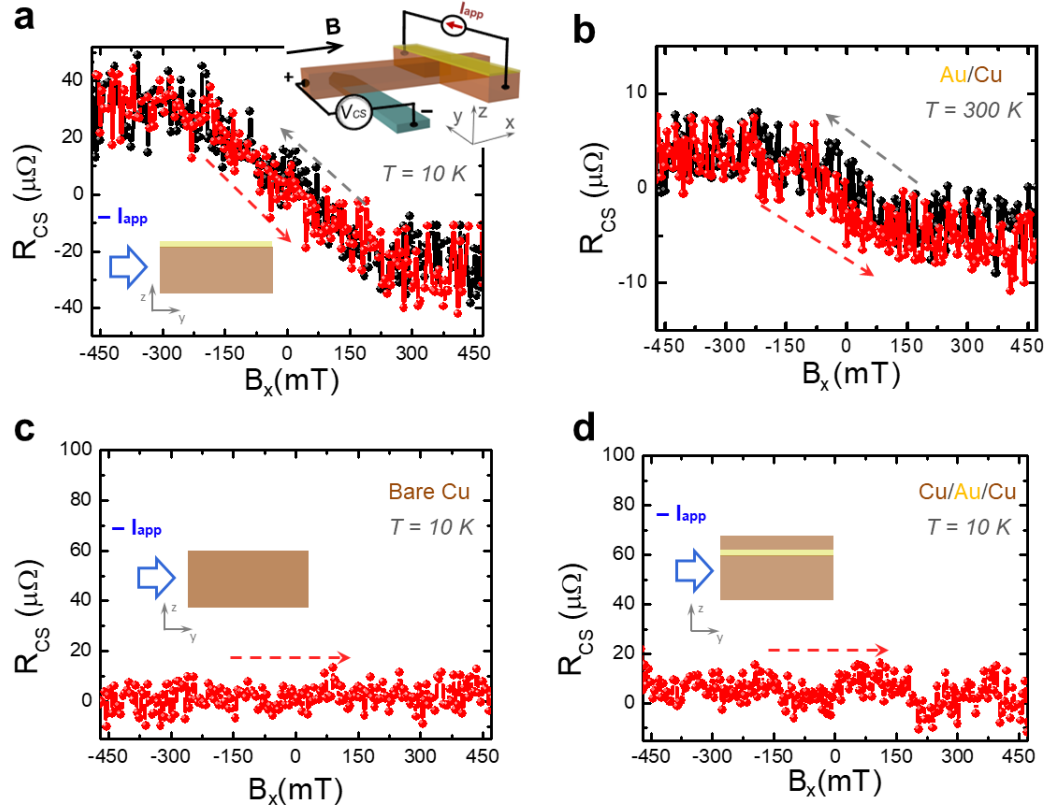 a
B
I_app
+
V_CS
−
y
z
x
T = 10 K
− I_app
z
y
R_CS (μΩ)
40
20
0
-20
-40
-450 -300 -150 0 150 300 450
B_x(mT)
b
Au/Cu
T = 300 K
R_CS (μΩ)
10
0
-10
-450 -300 -150 0 150 300 450
B_x(mT)
c
Bare Cu
T = 10 K
− I_app
z
y
R_CS (μΩ)
100
80
60
40
20
0
-450 -300 -150 0 150 300 450
B_x(mT)
d
Cu/Au/Cu
T = 10 K
− I_app
z
y
R_CS (μΩ)
100
80
60
40
20
0
-450 -300 -150 0 150 300 450
B_x(mT)